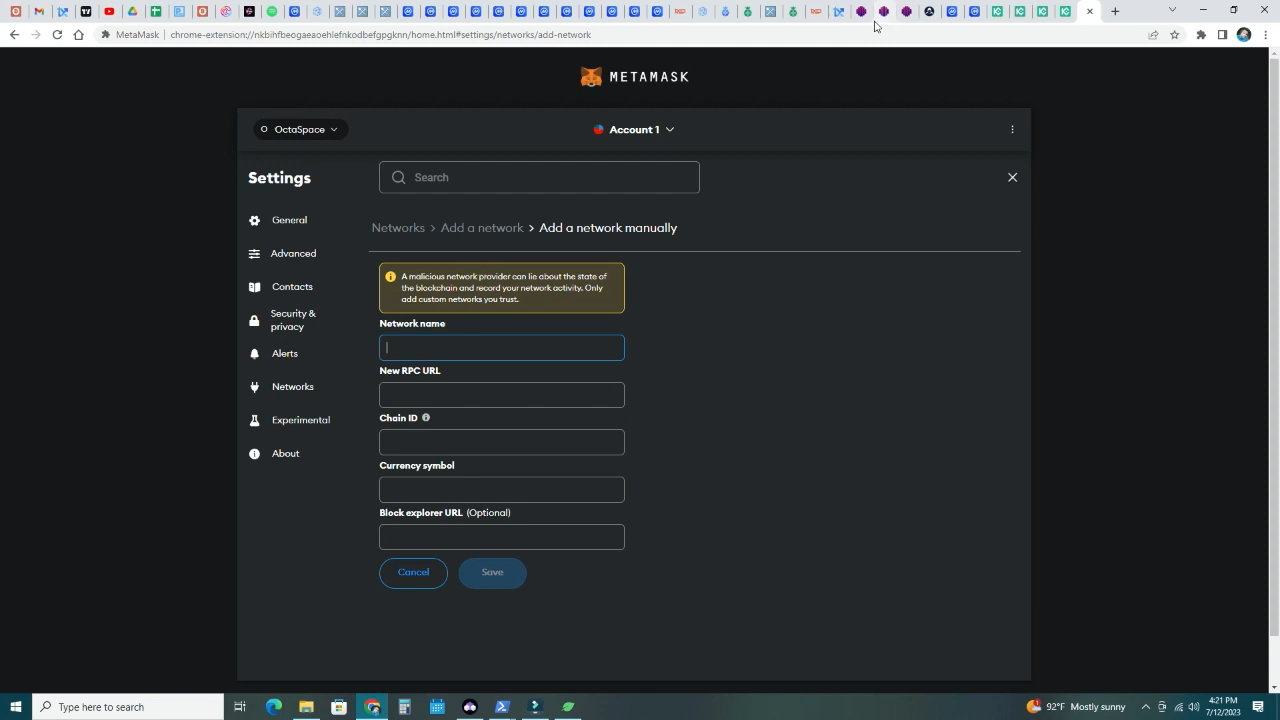 MetaMask
chrome-extension://nkbihfbeogaeaoehlefnkodbefgpgknn/home.html#settings/networks/add-network
METAMASK
OctaSpace
Account 1
Settings
Search
General
Networks > Add a network > Add a network manually
Advanced
A malicious network provider can lie about the state of
the blockchain and record your network activity. Only
add custom networks you trust.
Contacts
Security &
privacy
Network name
Alerts
New RPC URL
Networks
Chain ID
Experimental
About
Currency symbol
Block explorer URL (Optional)
Cancel
Save
Type here to search
92°F Mostly sunny
4:21 PM
7/12/2023